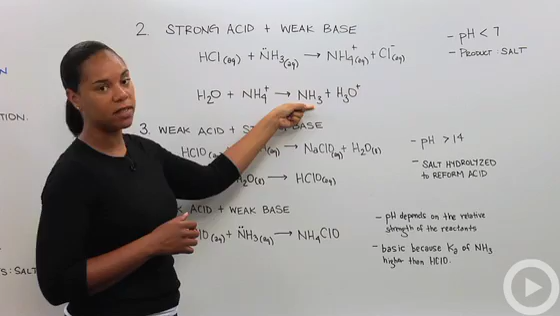 2. STRONG ACID + WEAK BASE
HCl(aq) + N̈H3(aq) → NH4+(aq) + Cl-(aq)
- pH < 7
- PRODUCT: SALT
H2O + NH4+ → NH3 + H3O+
3. WEAK ACID + BASE
HClO → NaClO(aq) + H2O(l)
- pH > 14
- SALT HYDROLYZED
TO REFORM ACID
H2O(l) → HClO(aq)
ACID + WEAK BASE
+ N̈H3(aq) → NH4ClO
- pH depends on the relative
strength of the reactants
- basic because Kb of NH3
higher than HClO.
ON
TION.
S: SALT